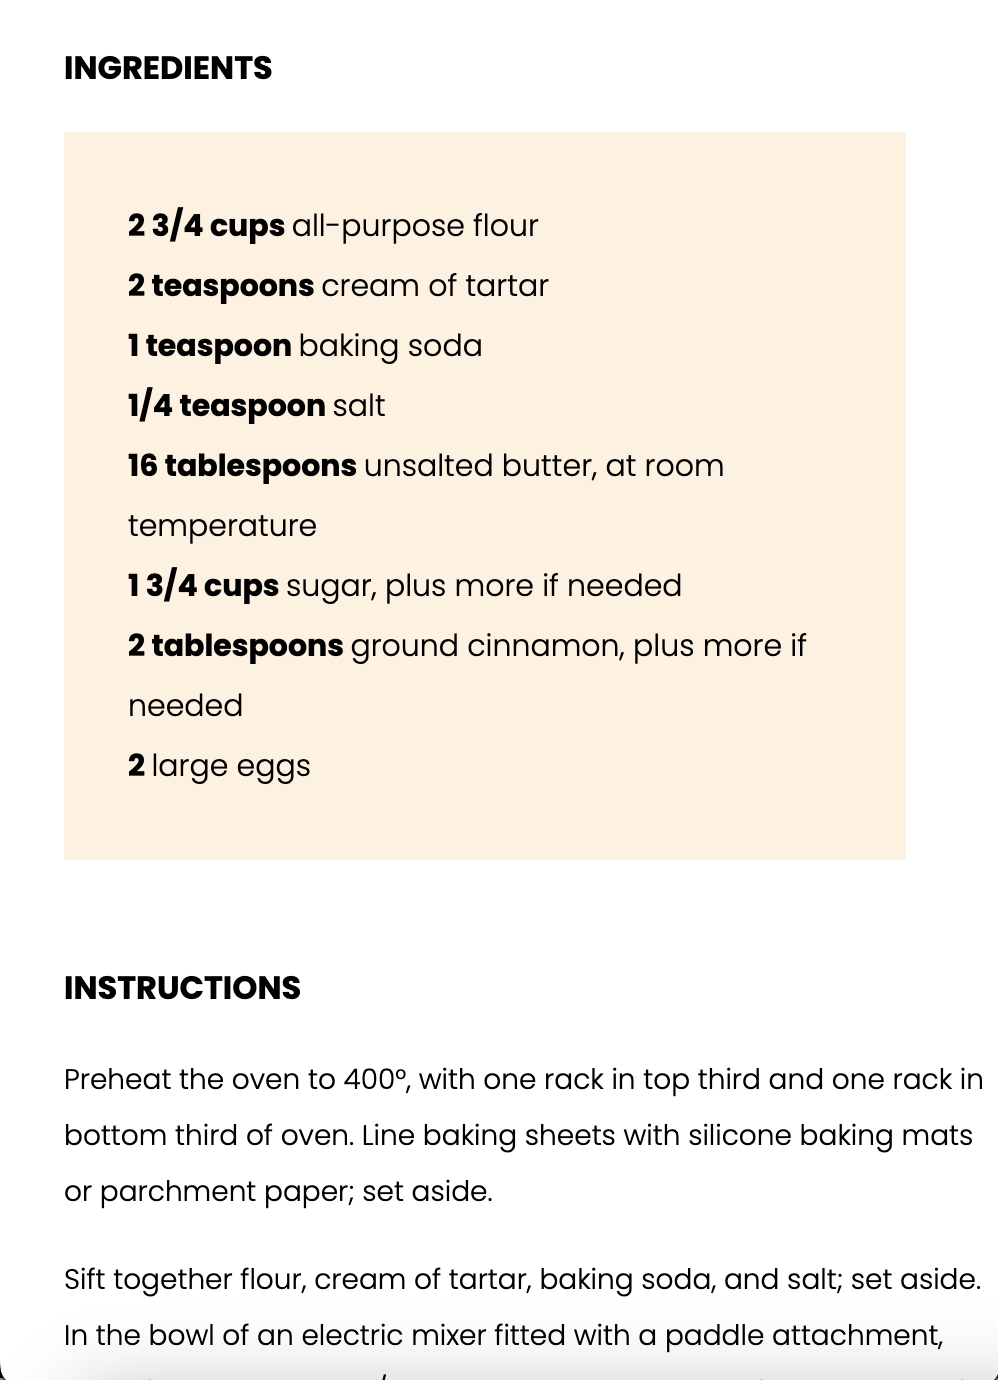 INGREDIENTS
2 3/4 cups all-purpose flour
2 teaspoons cream of tartar
1 teaspoon baking soda
1/4 teaspoon salt
16 tablespoons unsalted butter, at room
temperature
1 3/4 cups sugar, plus more if needed
2 tablespoons ground cinnamon, plus more if
needed
2 large eggs
INSTRUCTIONS
Preheat the oven to 400º, with one rack in top third and one rack in
bottom third of oven. Line baking sheets with silicone baking mats
or parchment paper; set aside.
Sift together flour, cream of tartar, baking soda, and salt; set aside.
In the bowl of an electric mixer fitted with a paddle attachment,